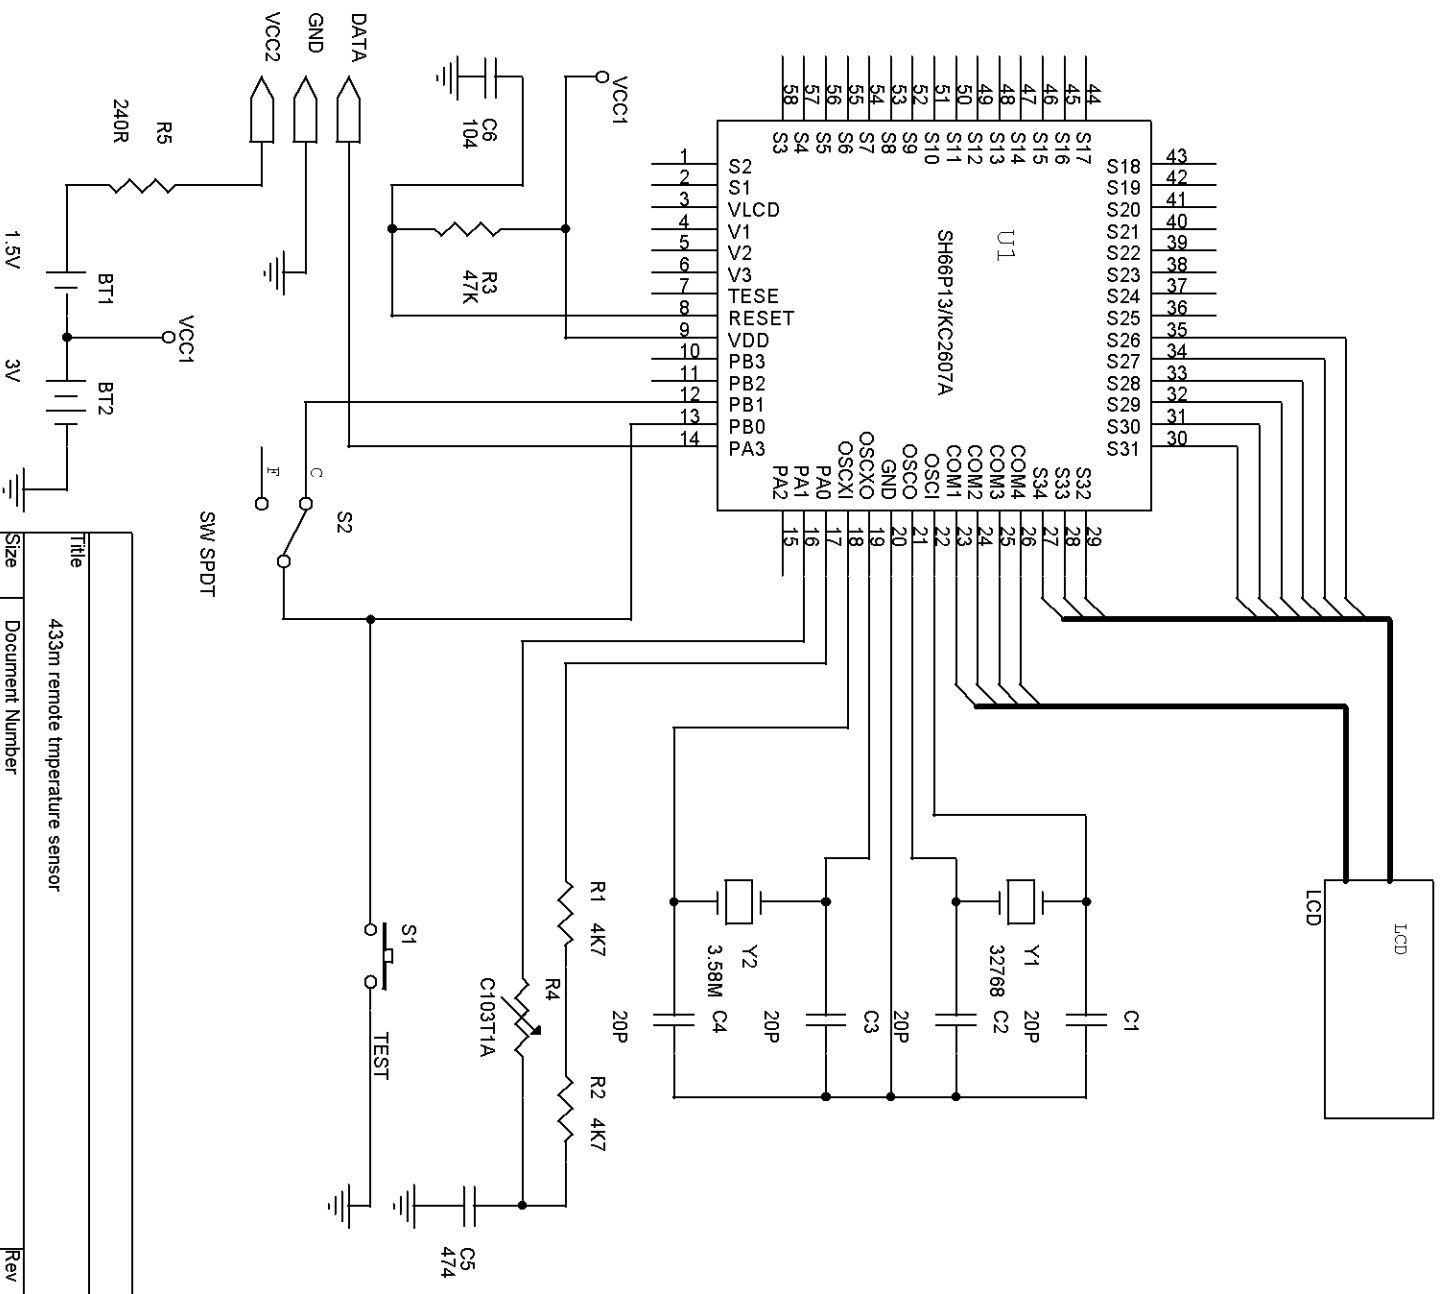 VCC2
GND
DATA
R5
240R
1.5V
BT1
VCC1
3V
BT2
C6
104
VCC1
R3
47K
58
57
56
55
54
53
52
51
50
49
48
47
46
45
44
S3
S4
S5
S6
S7
S8
S9
S10
S11
S12
S13
S14
S15
S16
S17
1 S2
2 S1
3 VLCD
4 V1
5 V2
6 V3
7 TESE
8 RESET
9 VDD
10 PB3
11 PB2
12 PB1
13 PB0
14 PA3
U1
SH66P13/KC2607A
S18 43
S19 42
S20 41
S21 40
S22 39
S23 38
S24 37
S25 36
S26 35
S27 34
S28 33
S29 32
S30 31
S31 30
PA2
PA1
PA0
OSCXI
OSCXO
GND
OSCO
OSCI
COM1
COM2
COM3
COM4
S34
S33
S32
15
16
17
18
19
20
21
22
23
24
25
26
27
28
29
F
C
S2
SW SPDT
S1
TEST
R1 4K7
R4
C103T1A
R2 4K7
C5
474
Y2
3.58M
C4
20P
C3
20P
Y1
32768
C2
20P
C1
20P
LCD
LCD
Title
433m remote tmperature sensor
Size
Document Number
Rev